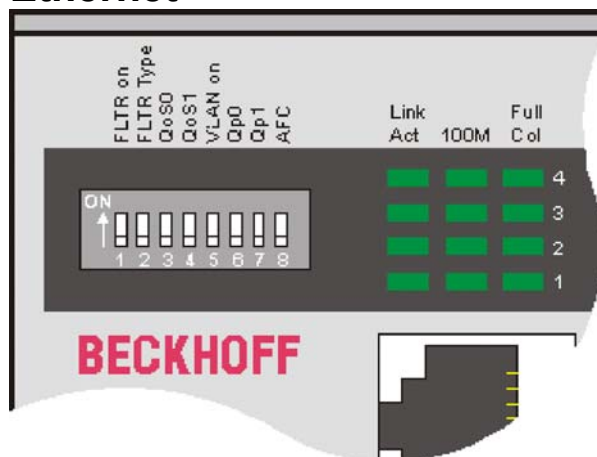 FLTR on
FLTR Type
QoS0
QoS1
VLAN on
Qp0
Qp1
AFC
Link Full
Act 100M Col
4
ON
3
2
1 2 3 4 5 6 7 8
1
BECKHOFF